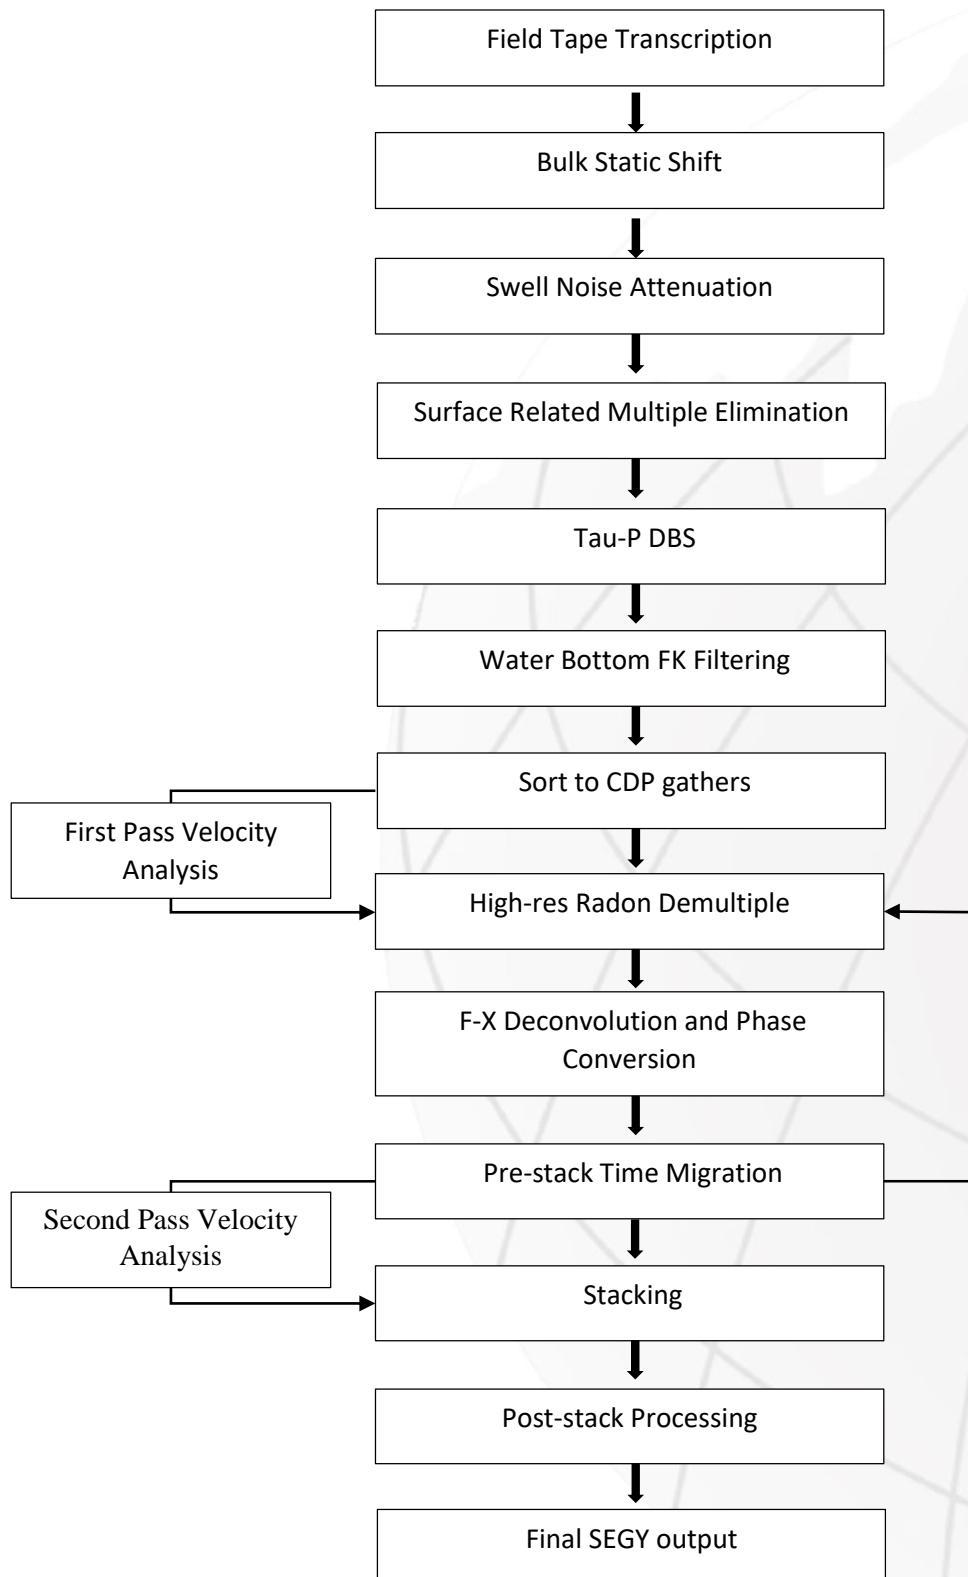 Field Tape Transcription
Bulk Static Shift
Swell Noise Attenuation
Surface Related Multiple Elimination
Tau-P DBS
Water Bottom FK Filtering
Sort to CDP gathers
First Pass Velocity
Analysis
High-res Radon Demultiple
F-X Deconvolution and Phase
Conversion
Pre-stack Time Migration
Second Pass Velocity
Analysis
Stacking
Post-stack Processing
Final SEGY output